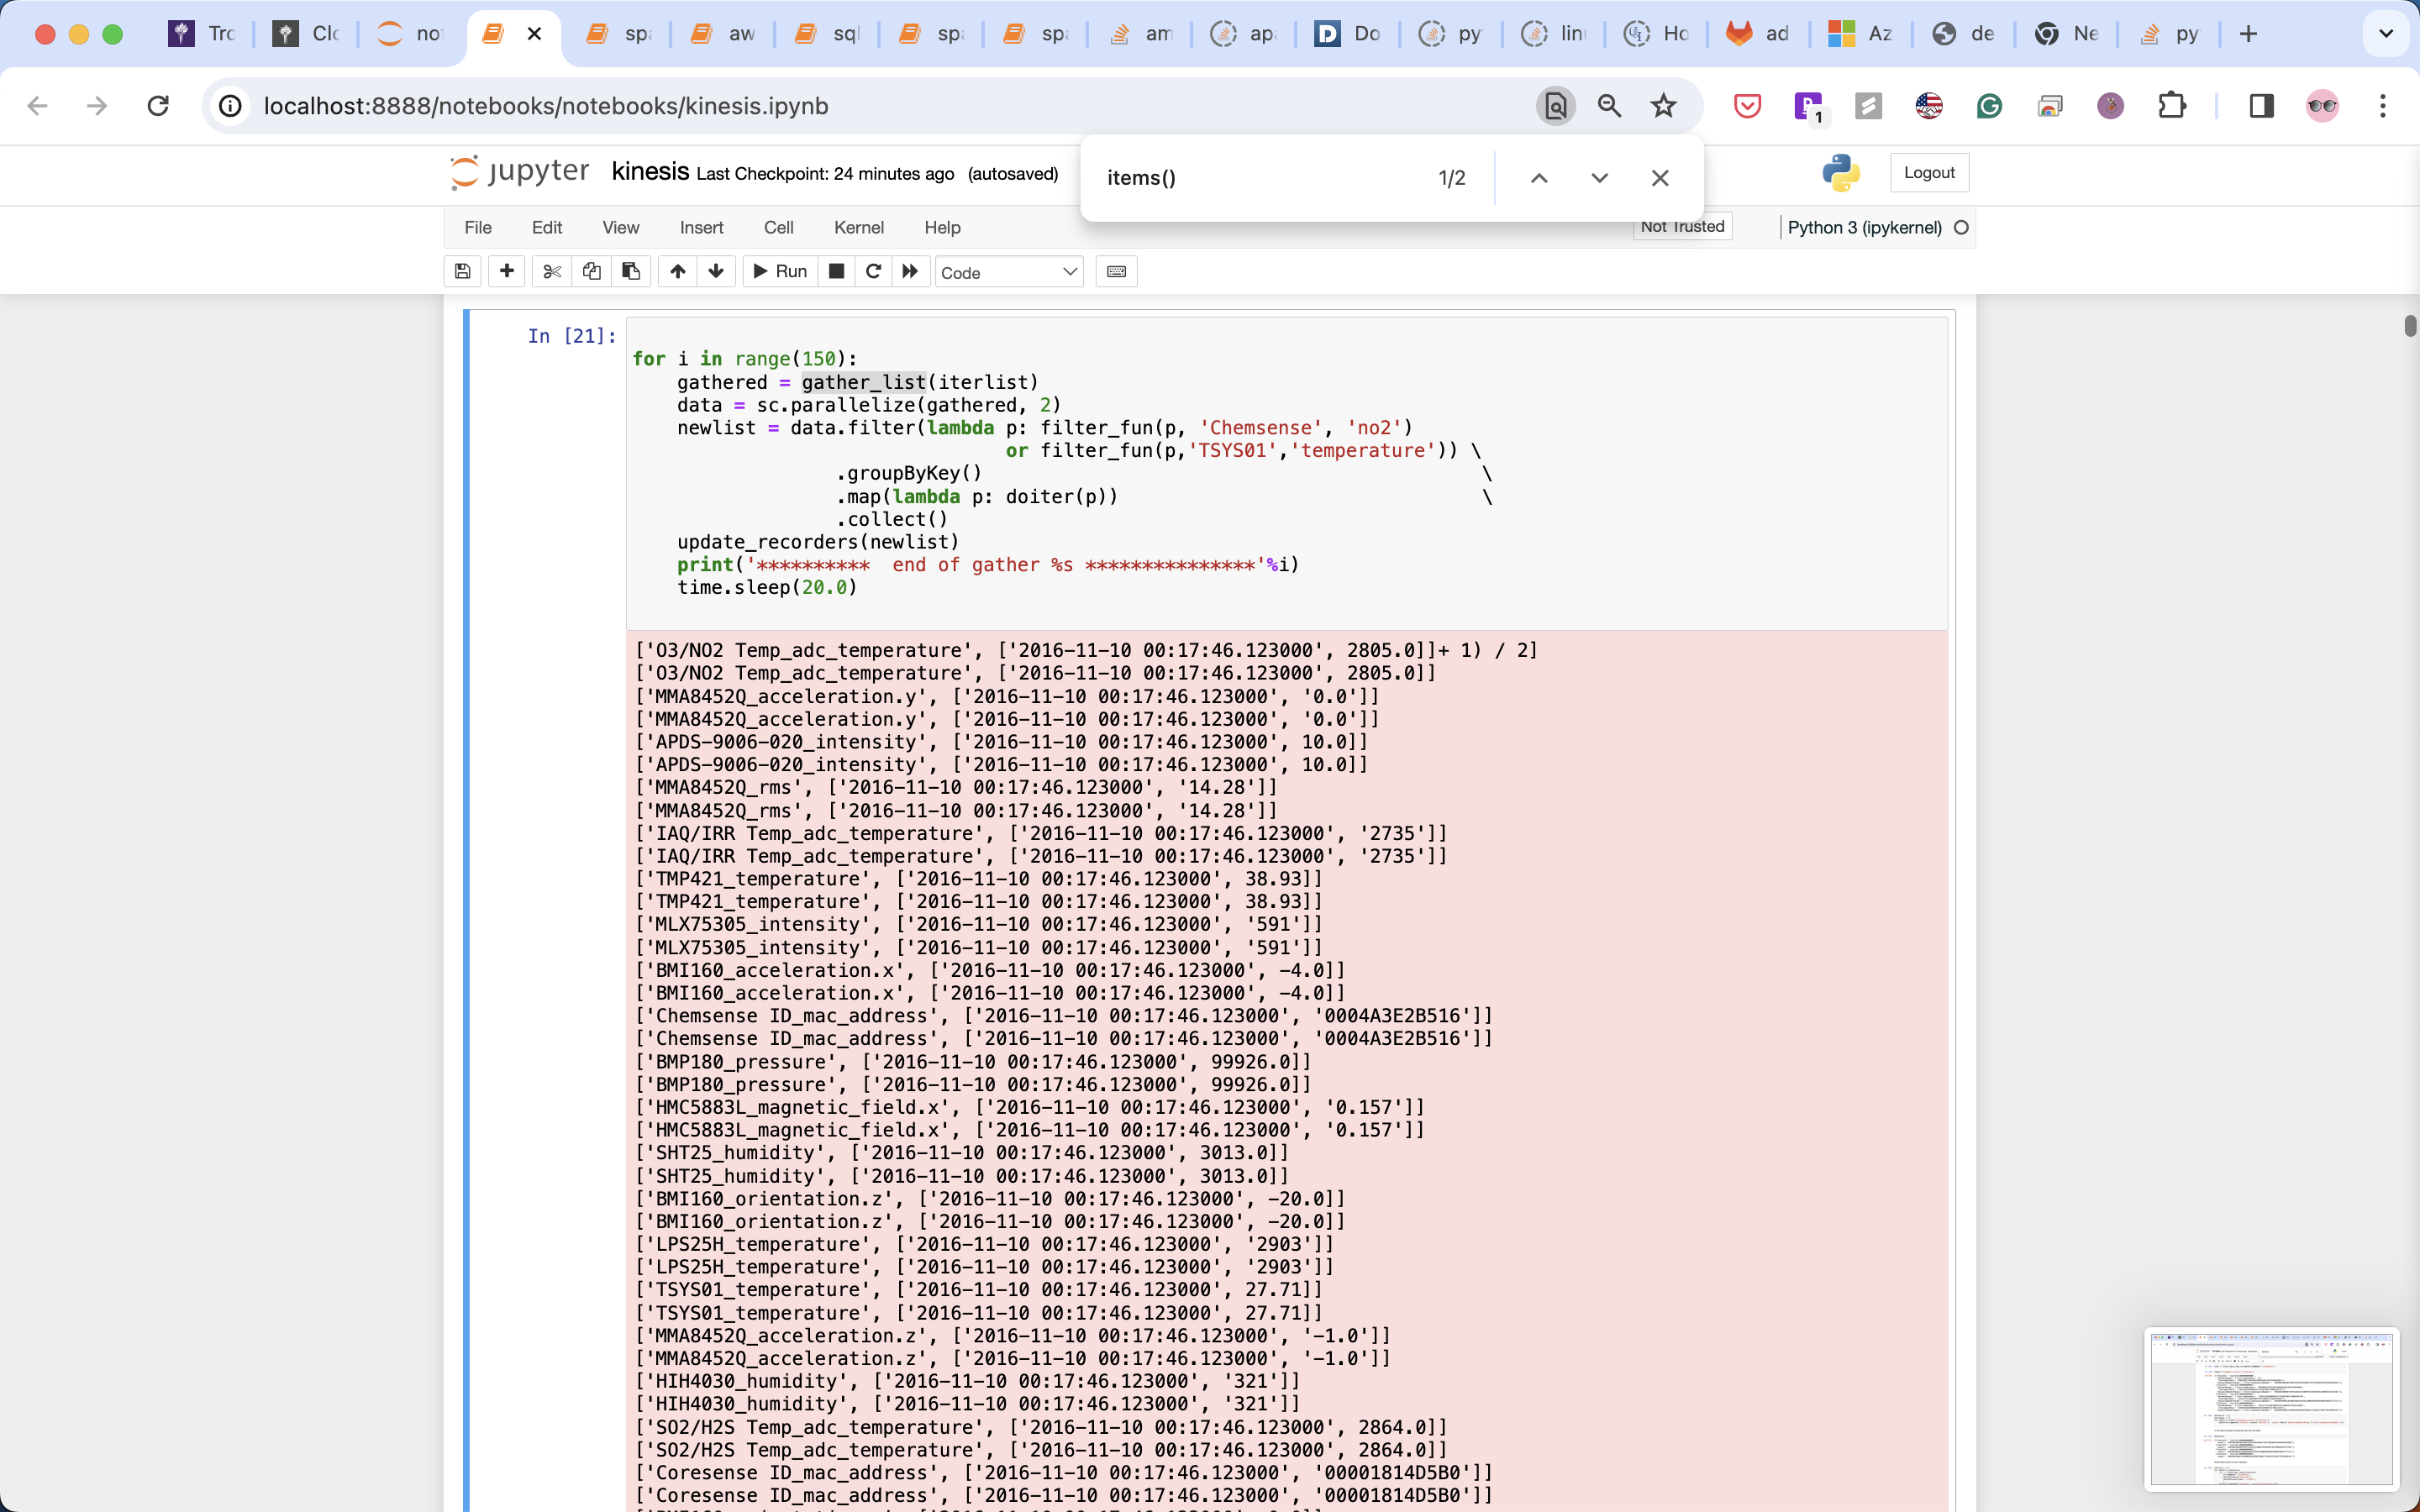 Tro
Clo
no
spa
aw
sql
spa
spa
am
apa
D Do
py
lin
Ho
ad
Az
de
Ne
py
localhost:8888/notebooks/notebooks/kinesis.ipynb
1
jupyter kinesis Last Checkpoint: 24 minutes ago (autosaved)
items()
1/2
Logout
File Edit View Insert Cell Kernel Help
Not Trusted
Python 3 (ipykernel)
Run
Code
In [21]:
for i in range(150):
    gathered = gather_list(iterlist)
    data = sc.parallelize(gathered, 2)
    newlist = data.filter(lambda p: filter_fun(p, 'Chemsense', 'no2')
                                 or filter_fun(p,'TSYS01','temperature')) \
                  .groupByKey()                                            \
                  .map(lambda p: doiter(p))                                \
                  .collect()
    update_recorders(newlist)
    print('********** end of gather %s ***************'%i)
    time.sleep(20.0)
['O3/NO2 Temp_adc_temperature', ['2016-11-10 00:17:46.123000', 2805.0]]+ 1) / 2]
['O3/NO2 Temp_adc_temperature', ['2016-11-10 00:17:46.123000', 2805.0]]
['MMA8452Q_acceleration.y', ['2016-11-10 00:17:46.123000', '0.0']]
['MMA8452Q_acceleration.y', ['2016-11-10 00:17:46.123000', '0.0']]
['APDS-9006-020_intensity', ['2016-11-10 00:17:46.123000', 10.0]]
['APDS-9006-020_intensity', ['2016-11-10 00:17:46.123000', 10.0]]
['MMA8452Q_rms', ['2016-11-10 00:17:46.123000', '14.28']]
['MMA8452Q_rms', ['2016-11-10 00:17:46.123000', '14.28']]
['IAQ/IRR Temp_adc_temperature', ['2016-11-10 00:17:46.123000', '2735']]
['IAQ/IRR Temp_adc_temperature', ['2016-11-10 00:17:46.123000', '2735']]
['TMP421_temperature', ['2016-11-10 00:17:46.123000', 38.93]]
['TMP421_temperature', ['2016-11-10 00:17:46.123000', 38.93]]
['MLX75305_intensity', ['2016-11-10 00:17:46.123000', '591']]
['MLX75305_intensity', ['2016-11-10 00:17:46.123000', '591']]
['BMI160_acceleration.x', ['2016-11-10 00:17:46.123000', -4.0]]
['BMI160_acceleration.x', ['2016-11-10 00:17:46.123000', -4.0]]
['Chemsense ID_mac_address', ['2016-11-10 00:17:46.123000', '0004A3E2B516']]
['Chemsense ID_mac_address', ['2016-11-10 00:17:46.123000', '0004A3E2B516']]
['BMP180_pressure', ['2016-11-10 00:17:46.123000', 99926.0]]
['BMP180_pressure', ['2016-11-10 00:17:46.123000', 99926.0]]
['HMC5883L_magnetic_field.x', ['2016-11-10 00:17:46.123000', '0.157']]
['HMC5883L_magnetic_field.x', ['2016-11-10 00:17:46.123000', '0.157']]
['SHT25_humidity', ['2016-11-10 00:17:46.123000', 3013.0]]
['SHT25_humidity', ['2016-11-10 00:17:46.123000', 3013.0]]
['BMI160_orientation.z', ['2016-11-10 00:17:46.123000', -20.0]]
['BMI160_orientation.z', ['2016-11-10 00:17:46.123000', -20.0]]
['LPS25H_temperature', ['2016-11-10 00:17:46.123000', '2903']]
['LPS25H_temperature', ['2016-11-10 00:17:46.123000', '2903']]
['TSYS01_temperature', ['2016-11-10 00:17:46.123000', 27.71]]
['TSYS01_temperature', ['2016-11-10 00:17:46.123000', 27.71]]
['MMA8452Q_acceleration.z', ['2016-11-10 00:17:46.123000', '-1.0']]
['MMA8452Q_acceleration.z', ['2016-11-10 00:17:46.123000', '-1.0']]
['HIH4030_humidity', ['2016-11-10 00:17:46.123000', '321']]
['HIH4030_humidity', ['2016-11-10 00:17:46.123000', '321']]
['SO2/H2S Temp_adc_temperature', ['2016-11-10 00:17:46.123000', 2864.0]]
['SO2/H2S Temp_adc_temperature', ['2016-11-10 00:17:46.123000', 2864.0]]
['Coresense ID_mac_address', ['2016-11-10 00:17:46.123000', '00001814D5B0']]
['Coresense ID_mac_address', ['2016-11-10 00:17:46.123000', '00001814D5B0']]